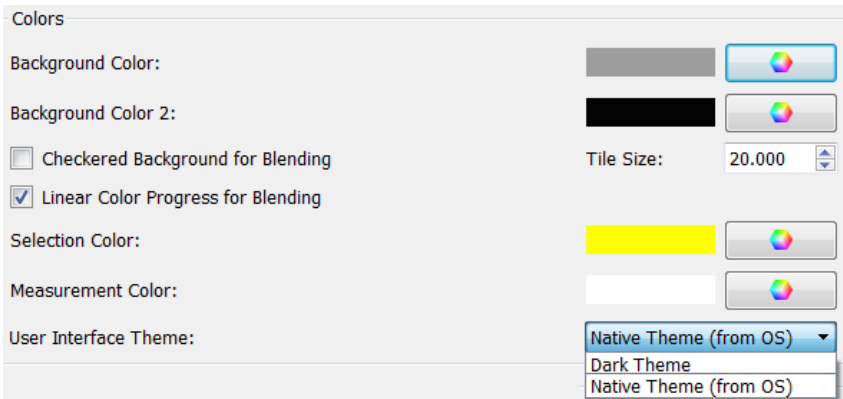 Colors
Background Color:
Background Color 2:
Checkered Background for Blending Tile Size: 20.000
Linear Color Progress for Blending
Selection Color:
Measurement Color:
User Interface Theme: Native Theme (from OS)
Dark Theme
Native Theme (from OS)